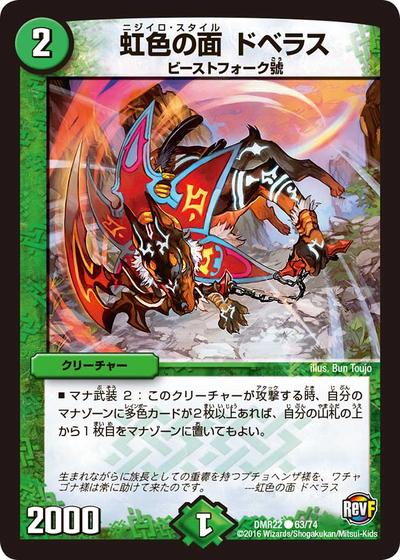 2
ニジイロ・スタイル
虹色の面 ドベラス
ビーストフォーク號
クリーチャー
illus. Bun Toujo
■ マナ武装 2：このクリーチャーが攻撃する時、自分の
マナゾーンに多色カードが2枚以上あれば、自分の山札の上
から1枚目をマナゾーンに置いてもよい。
生まれながらに族長としての重響を持つプチョヘンザ様を、ワチャ
ゴナ様は常に助けて来たのです。 ---虹色の面 ドベラス
2000
1
DMR22 ● 63/74
©2016 Wizards/Shogakukan/Mitsui-Kids
RevF